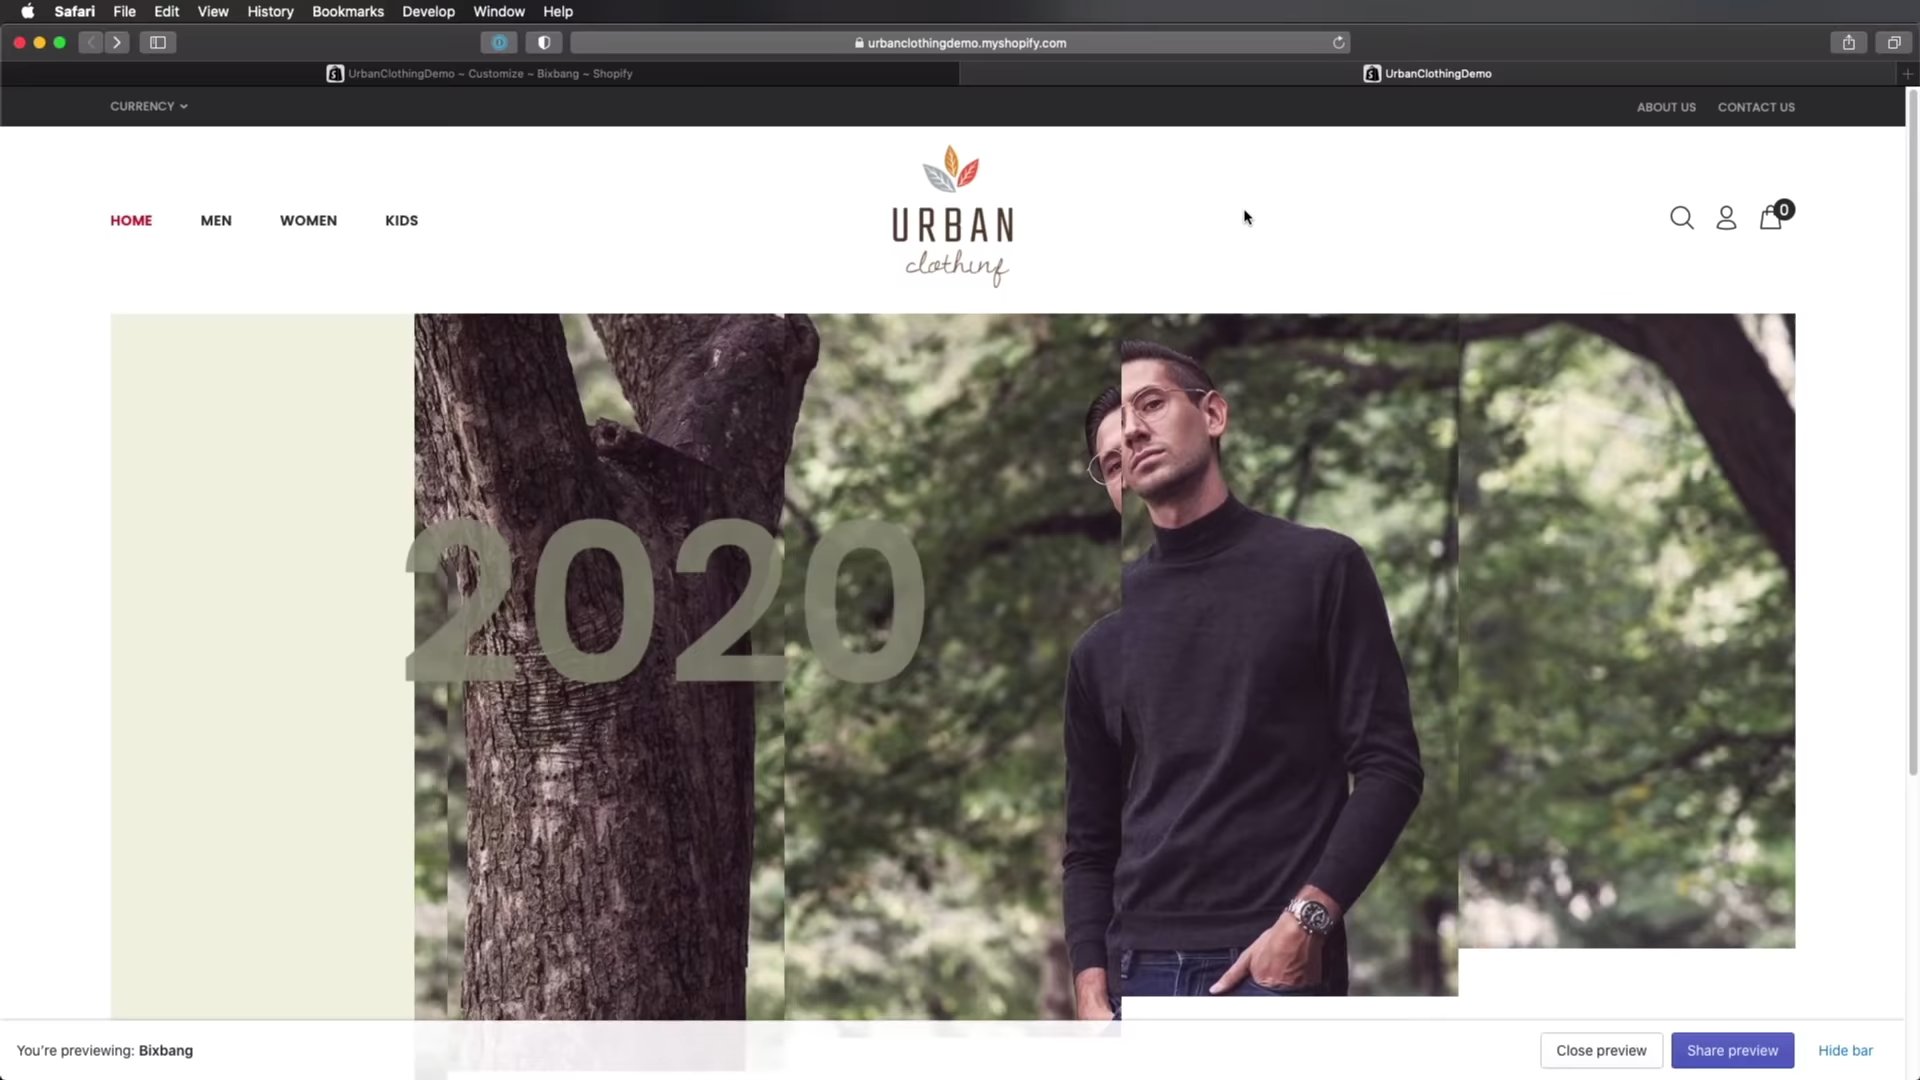 Safari File Edit View History Bookmarks Develop Window Help
urbanclothingdemo.myshopify.com
UrbanClothingDemo ~ Customize ~ Bixbang ~ Shopify
UrbanClothingDemo
CURRENCY
ABOUT US CONTACT US
HOME MEN WOMEN KIDS
URBAN
clothing
0
2020
You're previewing: Bixbang
Close preview
Share preview
Hide bar